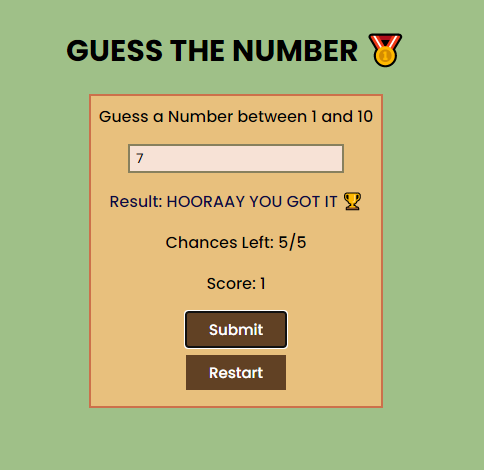 GUESS THE NUMBER 🏅
Guess a Number between 1 and 10
7
Result: HOORAAY YOU GOT IT 🏆
Chances Left: 5/5
Score: 1
Submit
Restart